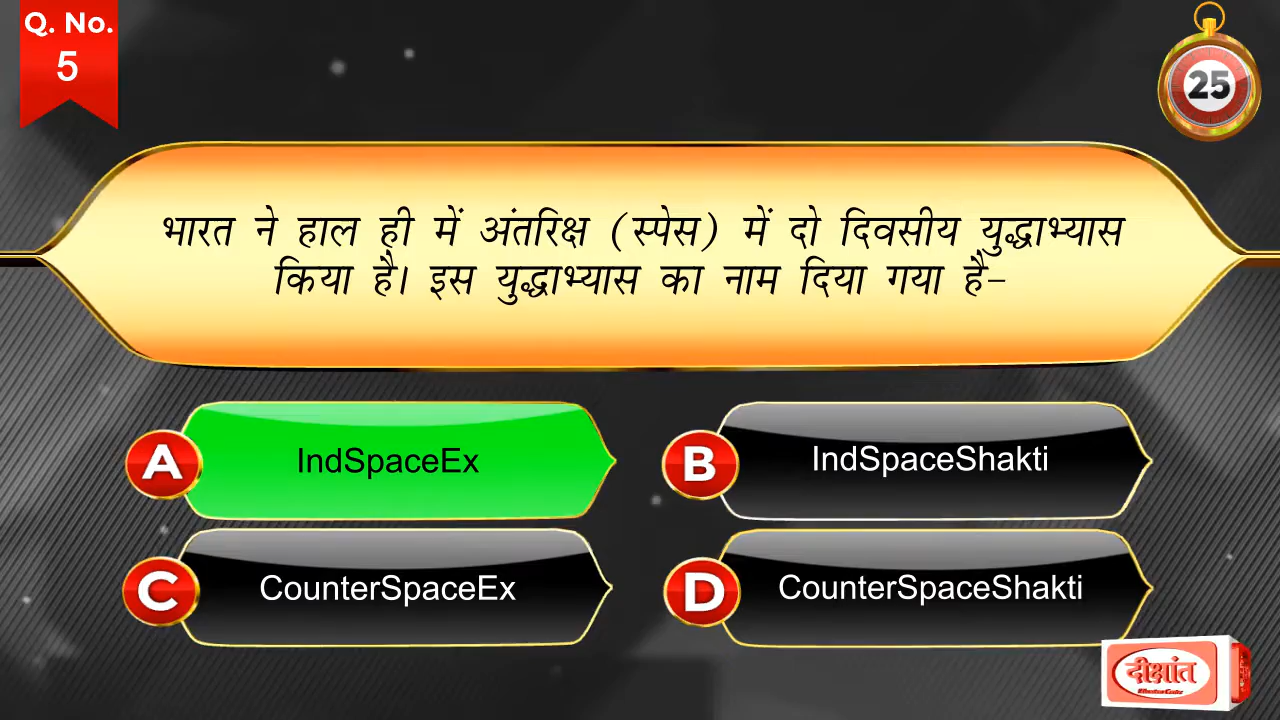 Q. No.
5
25
भारत ने हाल ही में अंतरिक्ष (स्पेस) में दो दिवसीय युद्धाभ्यास
किया है। इस युद्धाभ्यास का नाम दिया गया है-
A IndSpaceEx
B IndSpaceShakti
C CounterSpaceEx
D CounterSpaceShakti
दीक्षांत